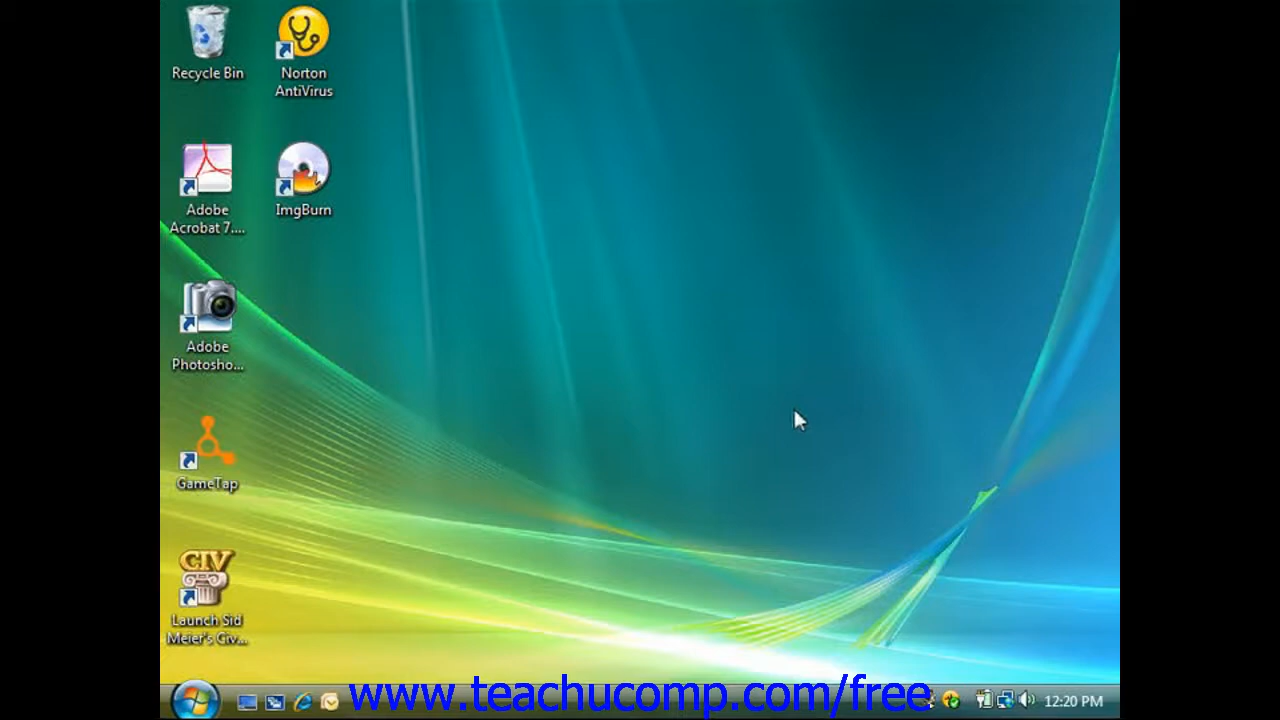 Recycle Bin
Norton
AntiVirus
Adobe
Acrobat 7....
ImgBurn
Adobe
Photosho...
GameTap
CIV
Launch Sid
Meier's Civ...
www.teachucomp.com/free
12:20 PM